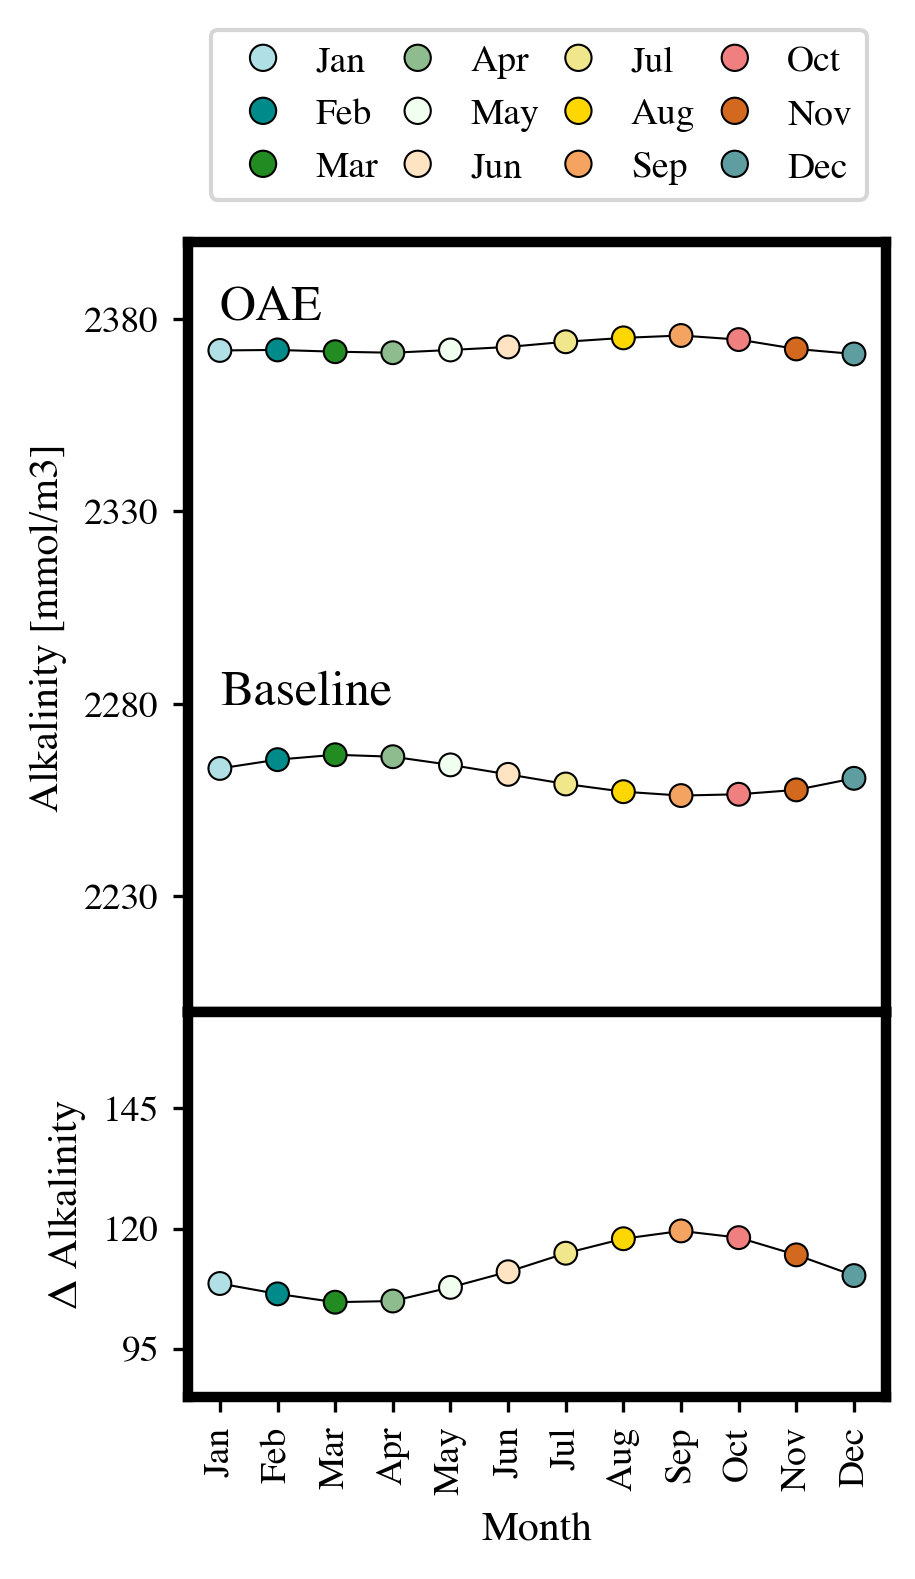 Jan Apr Jul Oct
Feb May Aug Nov
Mar Jun Sep Dec
OAE
2380
2330
Alkalinity [mmol/m3]
Baseline
2280
2230
145
Δ Alkalinity
120
95
Jan Feb Mar Apr May Jun Jul Aug Sep Oct Nov Dec
Month